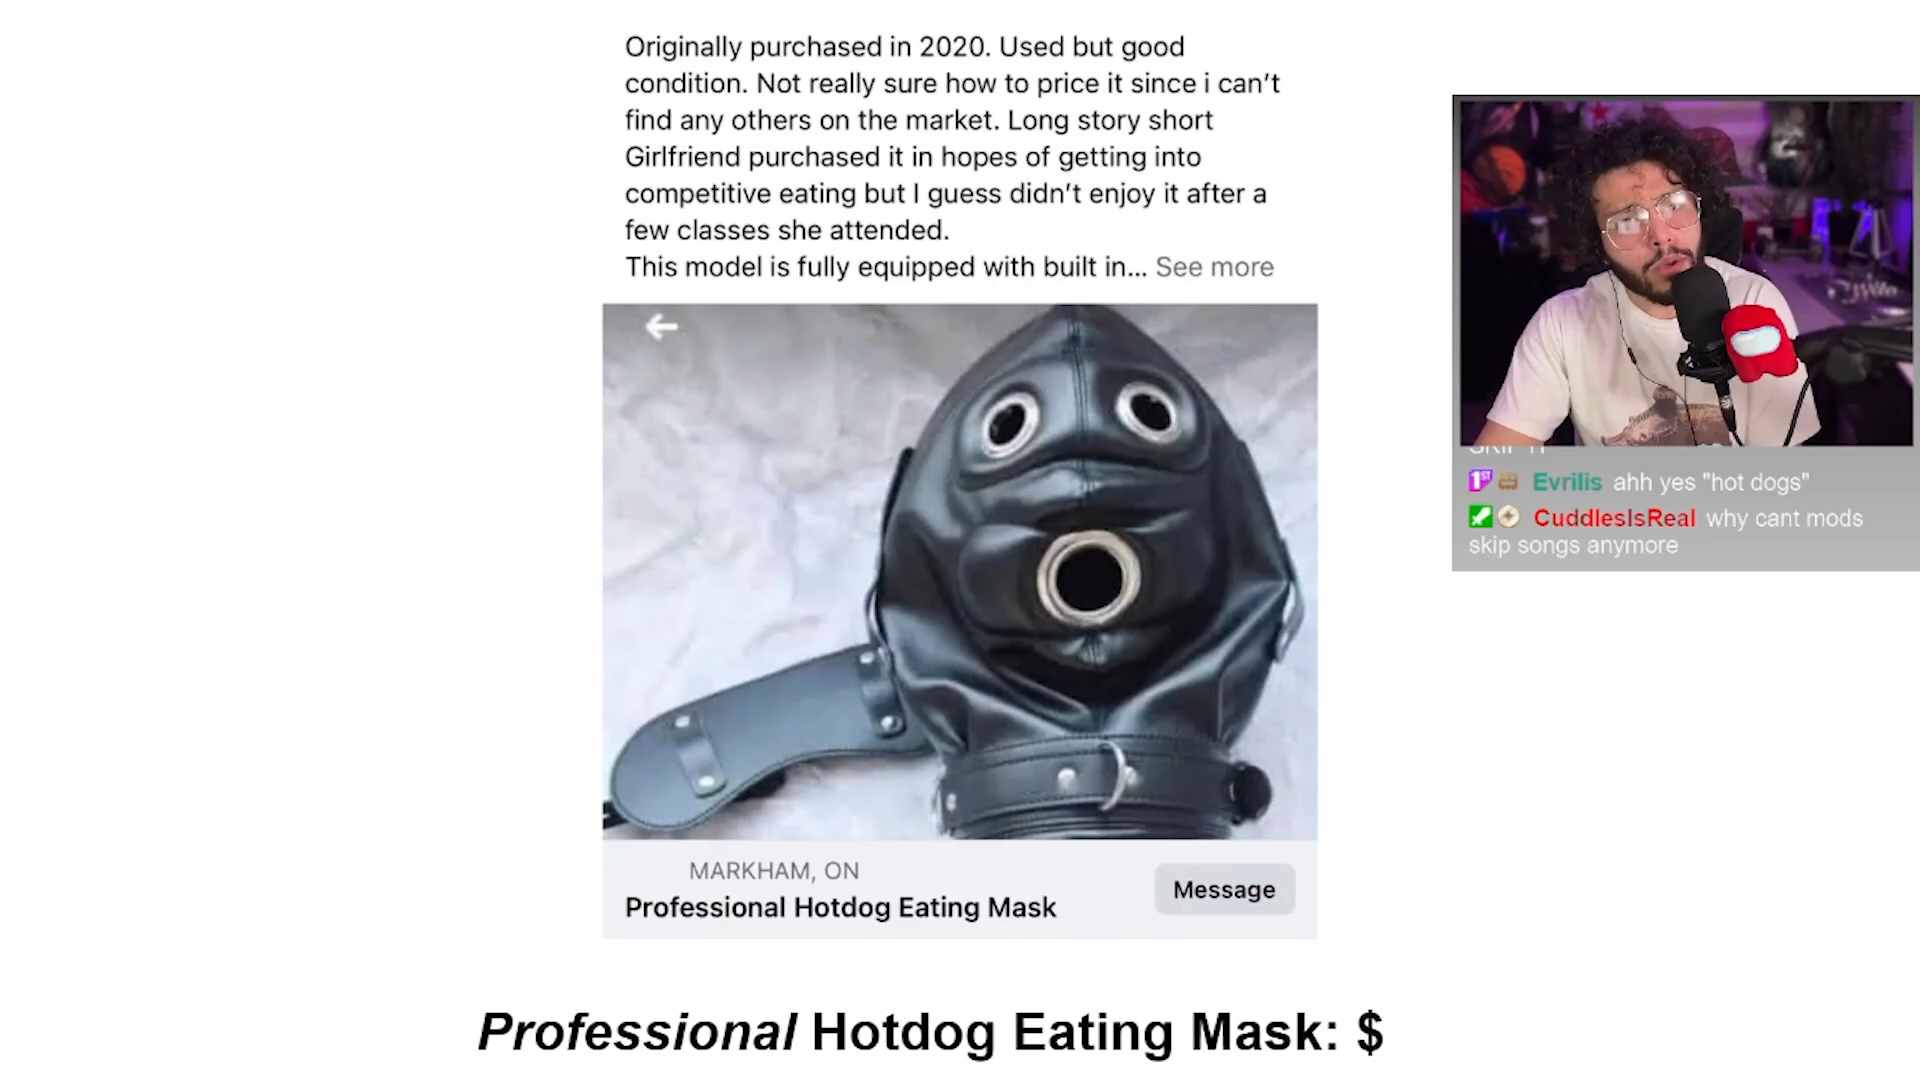 Originally purchased in 2020. Used but good
condition. Not really sure how to price it since i can't
find any others on the market. Long story short
Girlfriend purchased it in hopes of getting into
competitive eating but I guess didn't enjoy it after a
few classes she attended.
This model is fully equipped with built in... See more
MARKHAM, ON
Professional Hotdog Eating Mask
Message
Professional Hotdog Eating Mask: $
Evrilis ahh yes "hot dogs"
CuddlesIsReal why cant mods
skip songs anymore